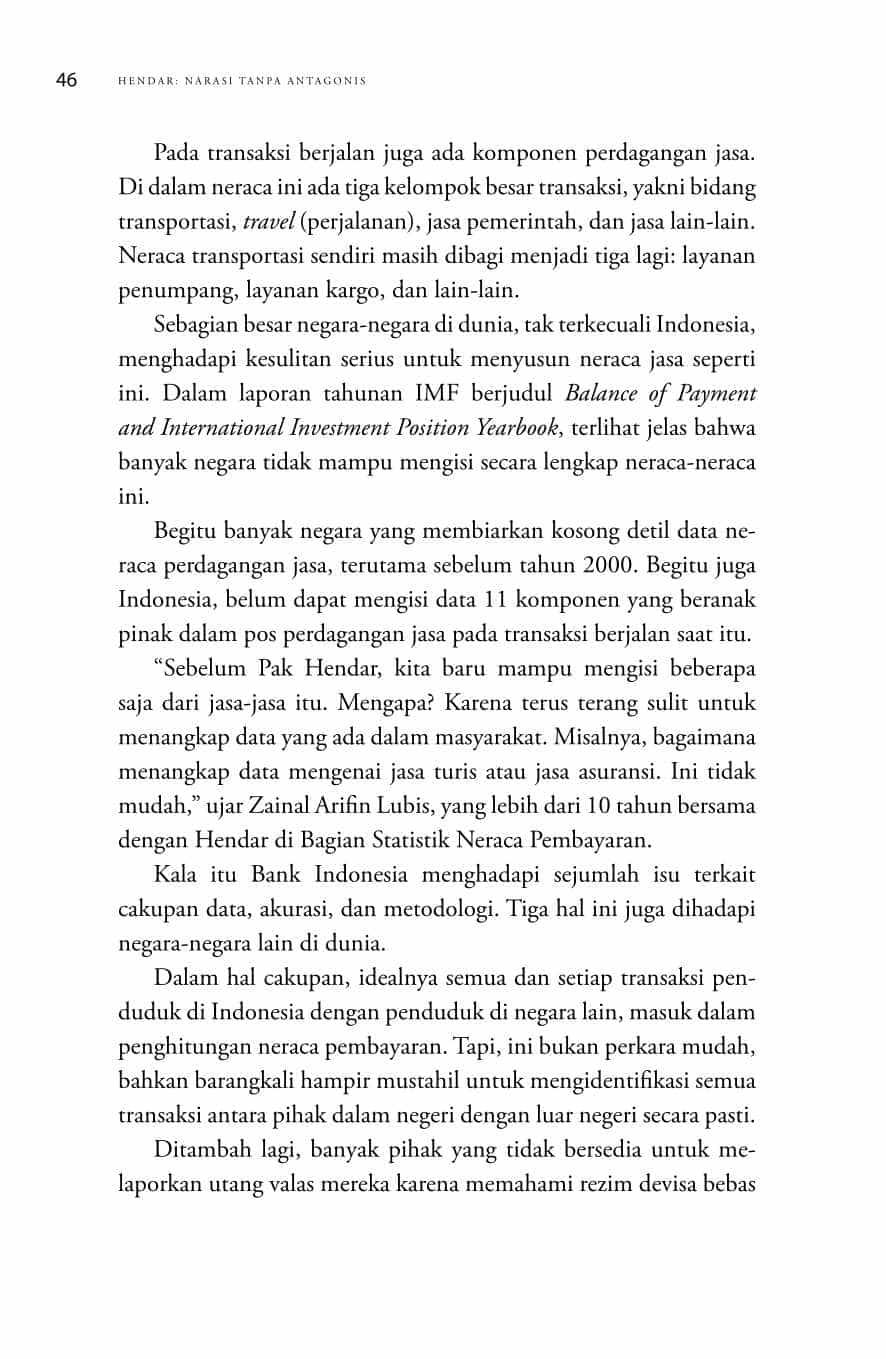 46 HENDAR: NARASI TANPA ANTAGONIS
Pada transaksi berjalan juga ada komponen perdagangan jasa.
Di dalam neraca ini ada tiga kelompok besar transaksi, yakni bidang
transportasi, travel (perjalanan), jasa pemerintah, dan jasa lain-lain.
Neraca transportasi sendiri masih dibagi menjadi tiga lagi: layanan
penumpang, layanan kargo, dan lain-lain.
Sebagian besar negara-negara di dunia, tak terkecuali Indonesia,
menghadapi kesulitan serius untuk menyusun neraca jasa seperti
ini. Dalam laporan tahunan IMF berjudul Balance of Payment
and International Investment Position Yearbook, terlihat jelas bahwa
banyak negara tidak mampu mengisi secara lengkap neraca-neraca
ini.
Begitu banyak negara yang membiarkan kosong detil data ne-
raca perdagangan jasa, terutama sebelum tahun 2000. Begitu juga
Indonesia, belum dapat mengisi data 11 komponen yang beranak
pinak dalam pos perdagangan jasa pada transaksi berjalan saat itu.
“Sebelum Pak Hendar, kita baru mampu mengisi beberapa
saja dari jasa-jasa itu. Mengapa? Karena terus terang sulit untuk
menangkap data yang ada dalam masyarakat. Misalnya, bagaimana
menangkap data mengenai jasa turis atau jasa asuransi. Ini tidak
mudah,” ujar Zainal Arifin Lubis, yang lebih dari 10 tahun bersama
dengan Hendar di Bagian Statistik Neraca Pembayaran.
Kala itu Bank Indonesia menghadapi sejumlah isu terkait
cakupan data, akurasi, dan metodologi. Tiga hal ini juga dihadapi
negara-negara lain di dunia.
Dalam hal cakupan, idealnya semua dan setiap transaksi pen-
duduk di Indonesia dengan penduduk di negara lain, masuk dalam
penghitungan neraca pembayaran. Tapi, ini bukan perkara mudah,
bahkan barangkali hampir mustahil untuk mengidentifikasi semua
transaksi antara pihak dalam negeri dengan luar negeri secara pasti.
Ditambah lagi, banyak pihak yang tidak bersedia untuk me-
laporkan utang valas mereka karena memahami rezim devisa bebas